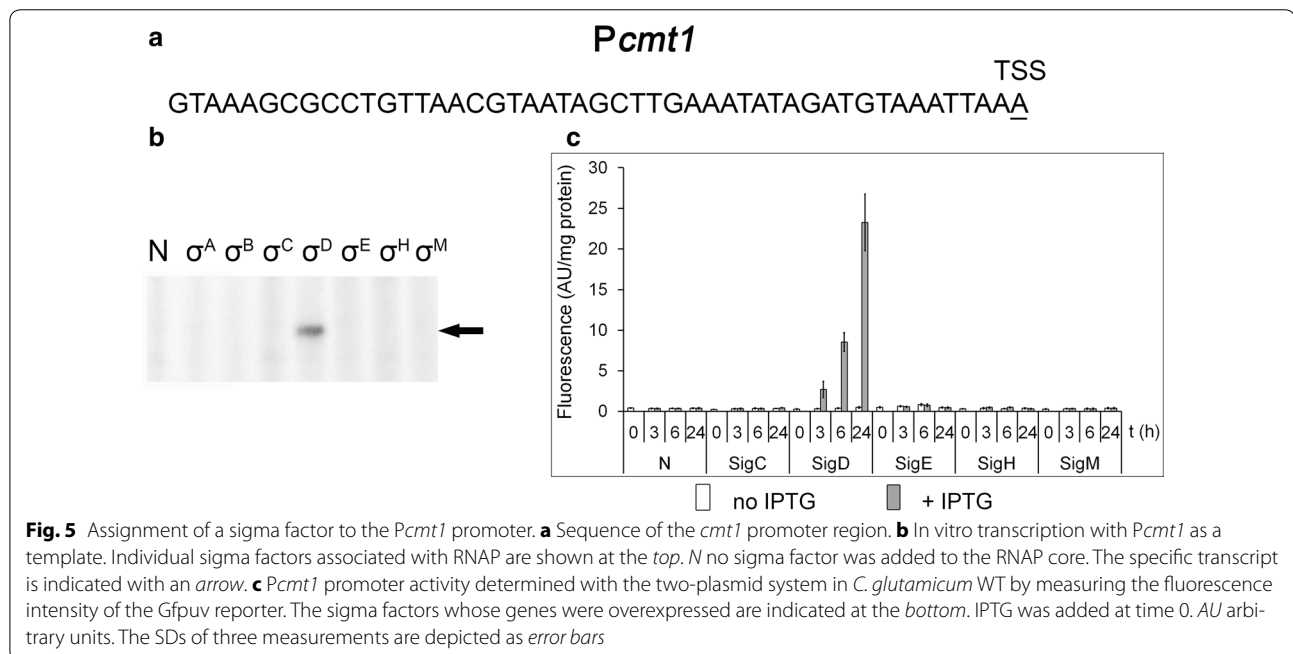 a
Pcmt1
TSS
GTAAAGCGCCTGTTAACGTAATAGCTTGAAATATAGATGTAAATTAAA
b
N σA σB σC σD σE σH σM
c
Fluorescence (AU/mg protein)
30
25
20
15
10
5
0
0 3 6 24 0 3 6 24 0 3 6 24 0 3 6 24 0 3 6 24 0 3 6 24 t (h)
N SigC SigD SigE SigH SigM
no IPTG + IPTG
Fig. 5 Assignment of a sigma factor to the Pcmt1 promoter. a Sequence of the cmt1 promoter region. b In vitro transcription with Pcmt1 as a
template. Individual sigma factors associated with RNAP are shown at the top. N no sigma factor was added to the RNAP core. The specific transcript
is indicated with an arrow. c Pcmt1 promoter activity determined with the two-plasmid system in C. glutamicum WT by measuring the fluorescence
intensity of the Gfpuv reporter. The sigma factors whose genes were overexpressed are indicated at the bottom. IPTG was added at time 0. AU arbi-
trary units. The SDs of three measurements are depicted as error bars